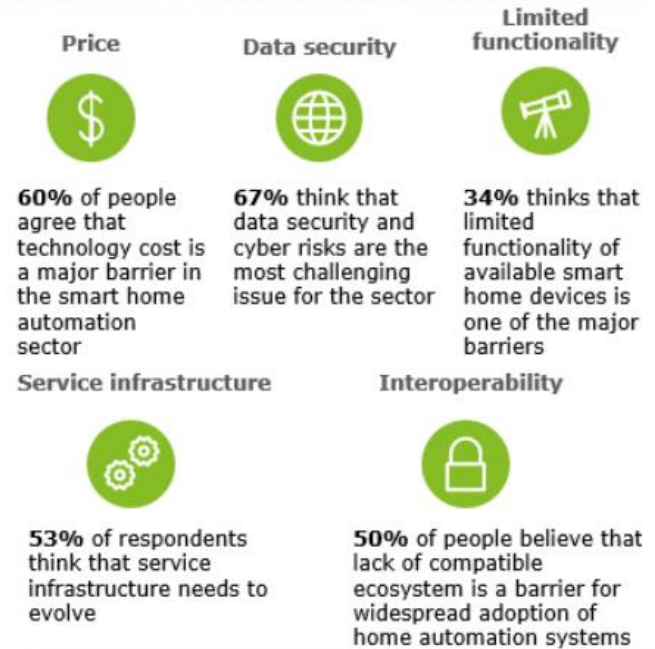 Price
$
60% of people
agree that
technology cost is
a major barrier in
the smart home
automation
sector
Data security
67% think that
data security and
cyber risks are the
most challenging
issue for the sector
Limited
functionality
34% thinks that
limited
functionality of
available smart
home devices is
one of the major
barriers
Service infrastructure
53% of respondents
think that service
infrastructure needs to
evolve
Interoperability
50% of people believe that
lack of compatible
ecosystem is a barrier for
widespread adoption of
home automation systems